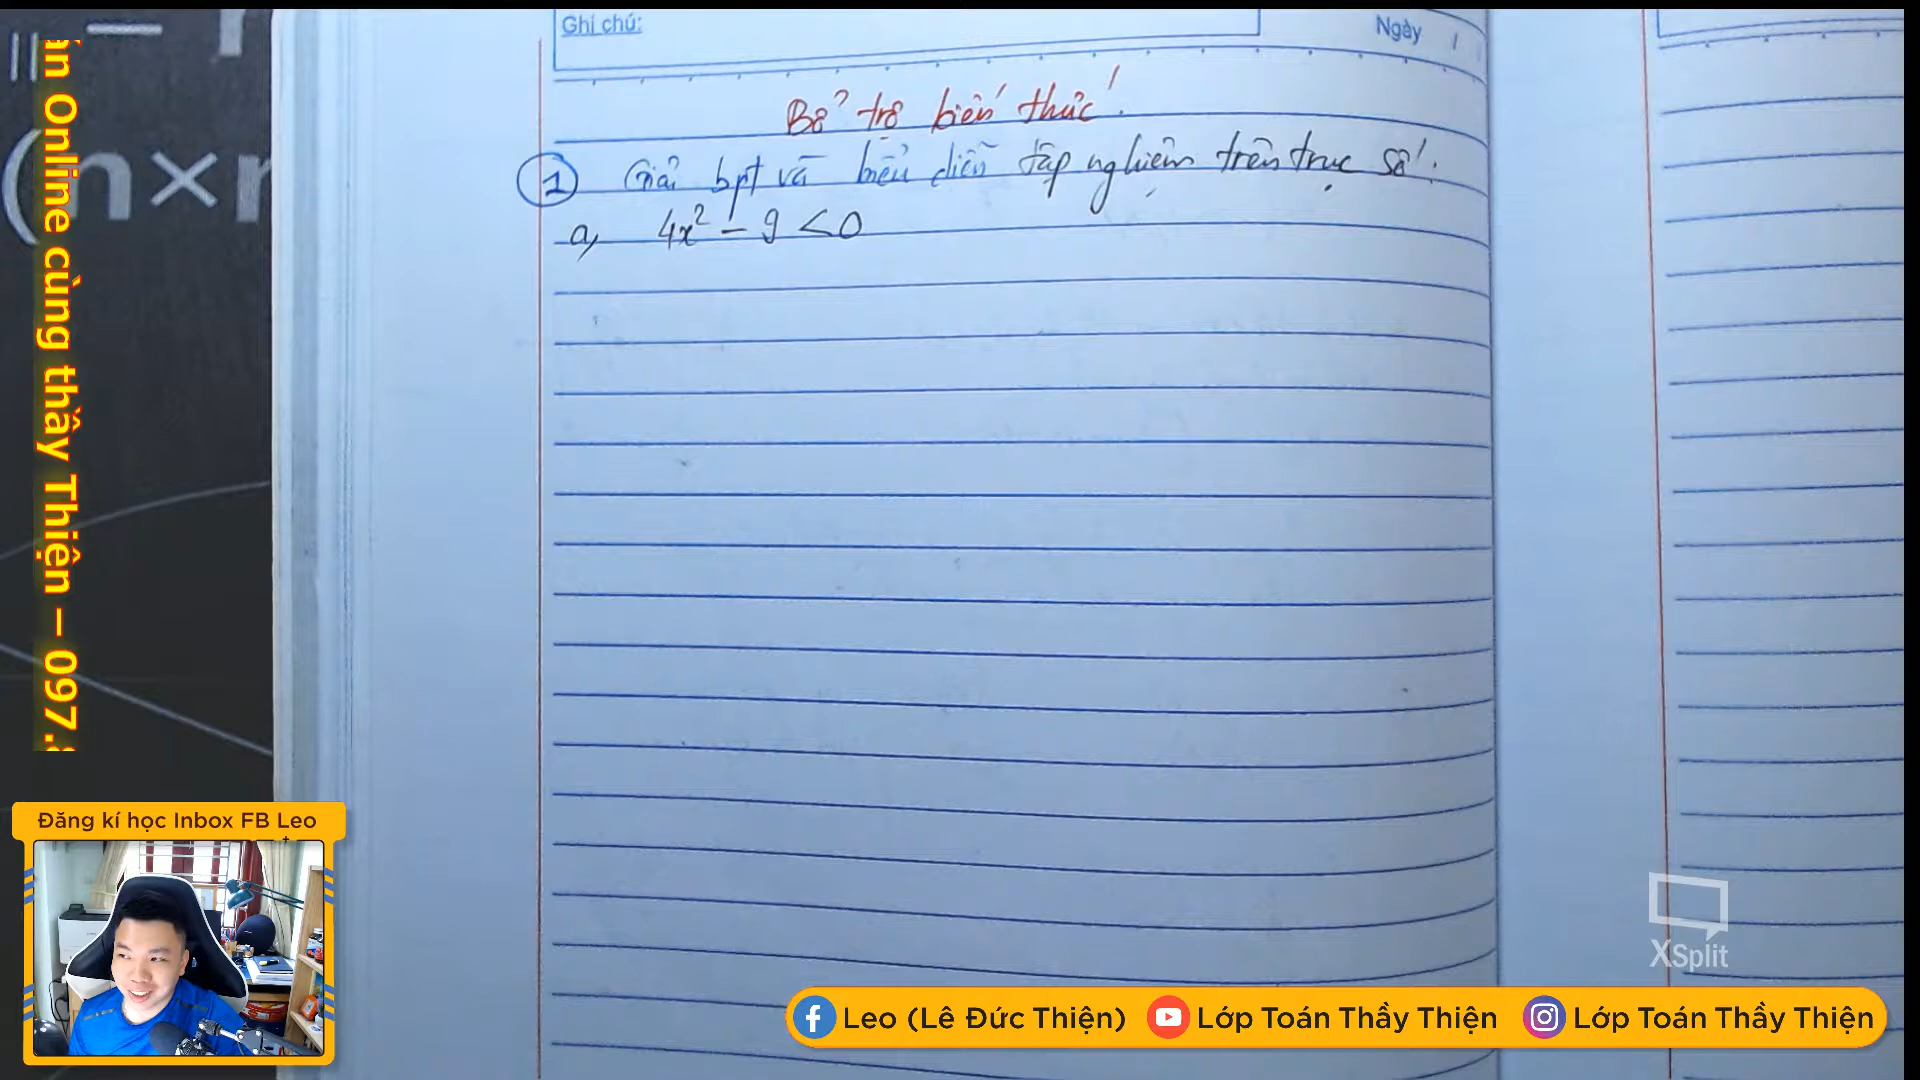 Ghi chú:
Ngày /
Bổ trợ kiến thức!
1 Giải bpt và biểu diễn tập nghiệm trên trục số!
a, 4x² - 9 < 0
Online cùng thầy Thiện – 097.
Đăng kí học Inbox FB Leo
XSplit
Leo (Lê Đức Thiện)
Lớp Toán Thầy Thiện
Lớp Toán Thầy Thiện